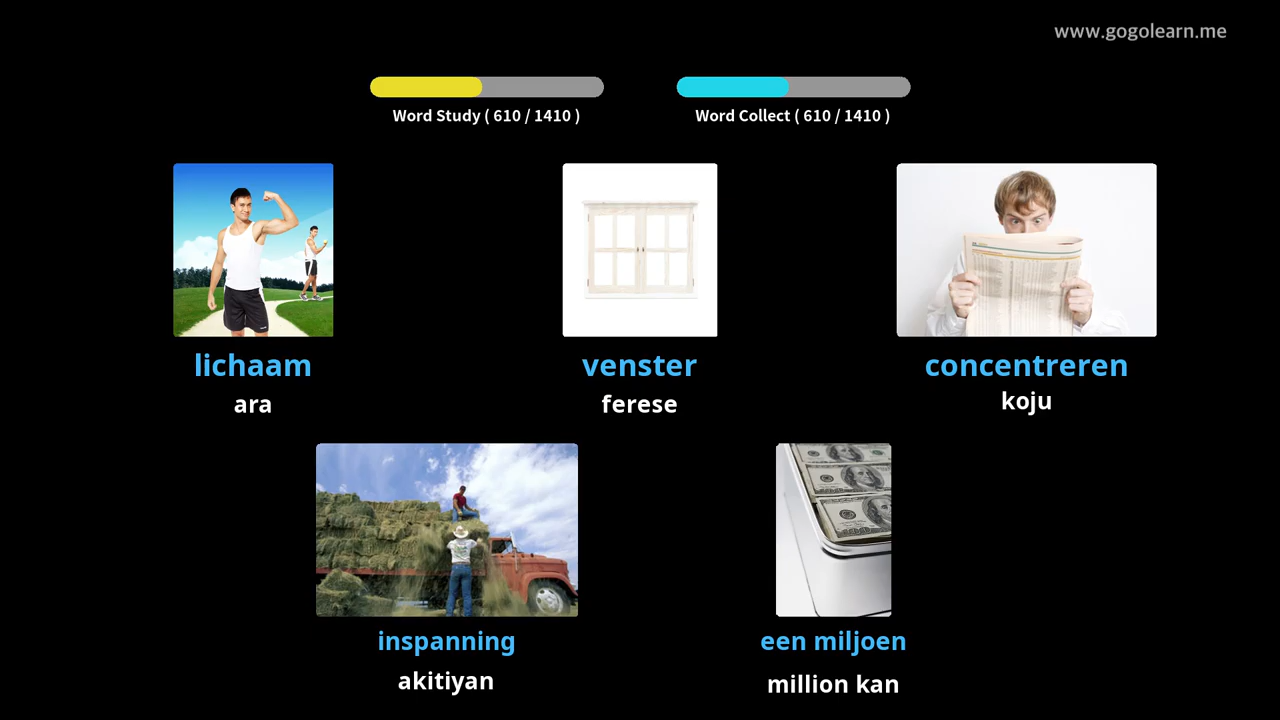 www.gogolearn.me
Word Study ( 610 / 1410 )
Word Collect ( 610 / 1410 )
lichaam
ara
venster
ferese
concentreren
koju
inspanning
akitiyan
een miljoen
million kan